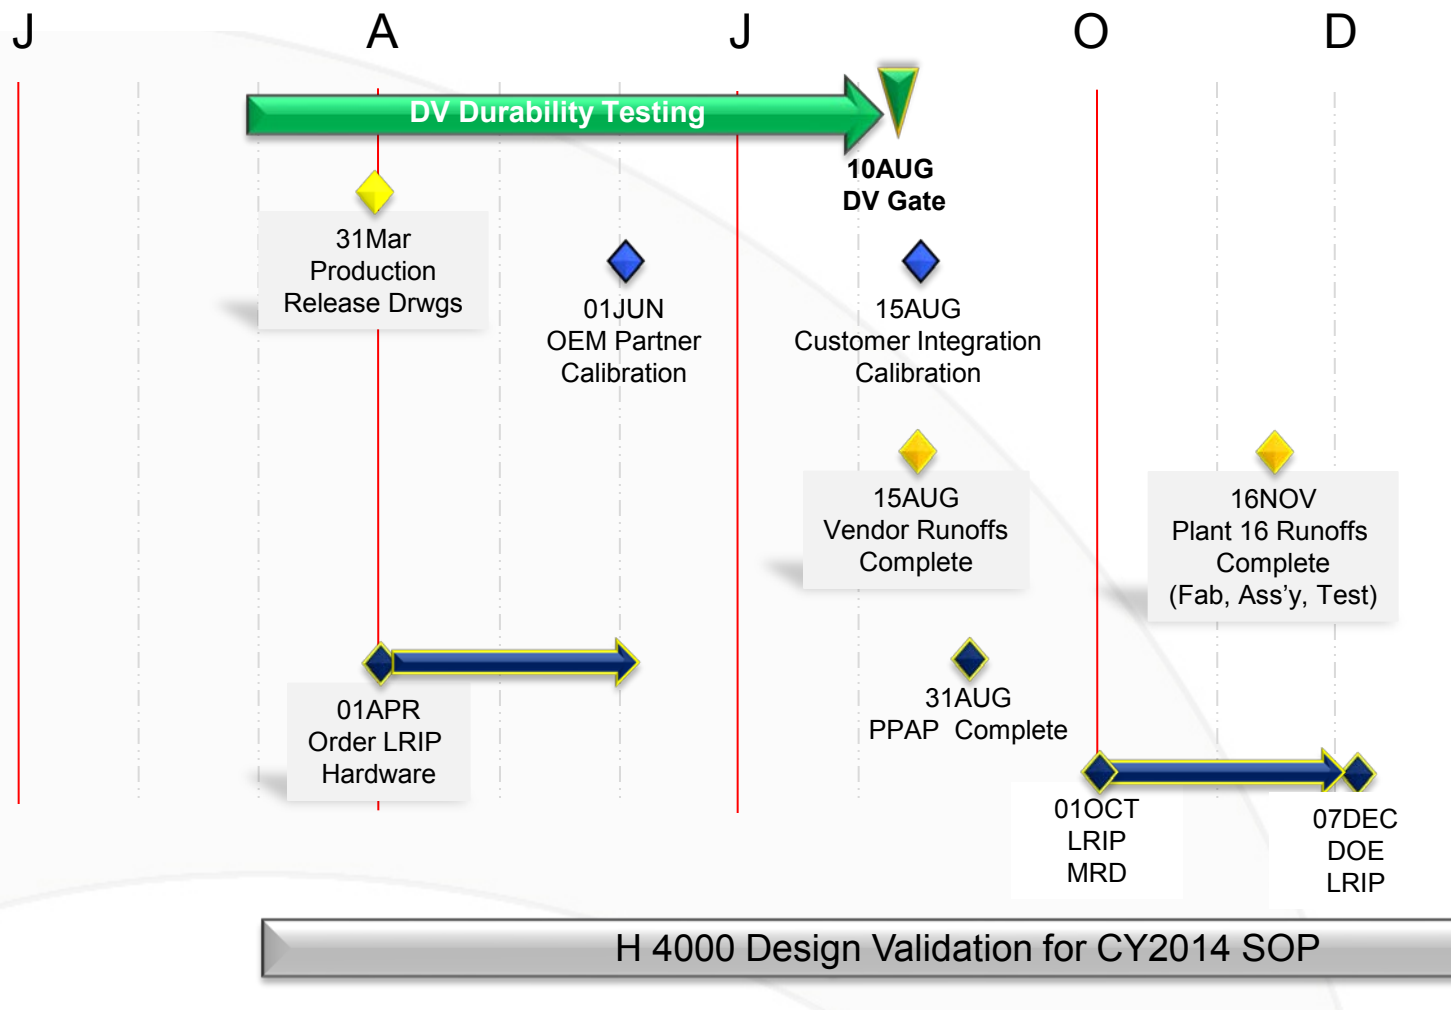 J
A
J
O
D
DV Durability Testing
10AUG
DV Gate
31Mar
Production
Release Drwgs
01JUN
OEM Partner
Calibration
15AUG
Customer Integration
Calibration
15AUG
Vendor Runoffs
Complete
16NOV
Plant 16 Runoffs
Complete
(Fab, Ass’y, Test)
01APR
Order LRIP
Hardware
31AUG
PPAP  Complete
01OCT
LRIP
MRD
07DEC
DOE
LRIP
H 4000 Design Validation for CY2014 SOP